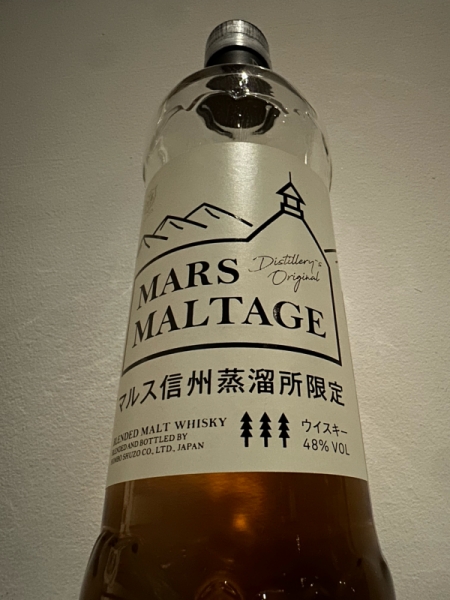 MARS
Distillery's
Original
MALTAGE
マルス信州蒸溜所限定
BLENDED MALT WHISKY
BLENDED AND BOTTLED BY
HOMBO SHUZO CO., LTD, JAPAN
ウイスキー
48% VOL